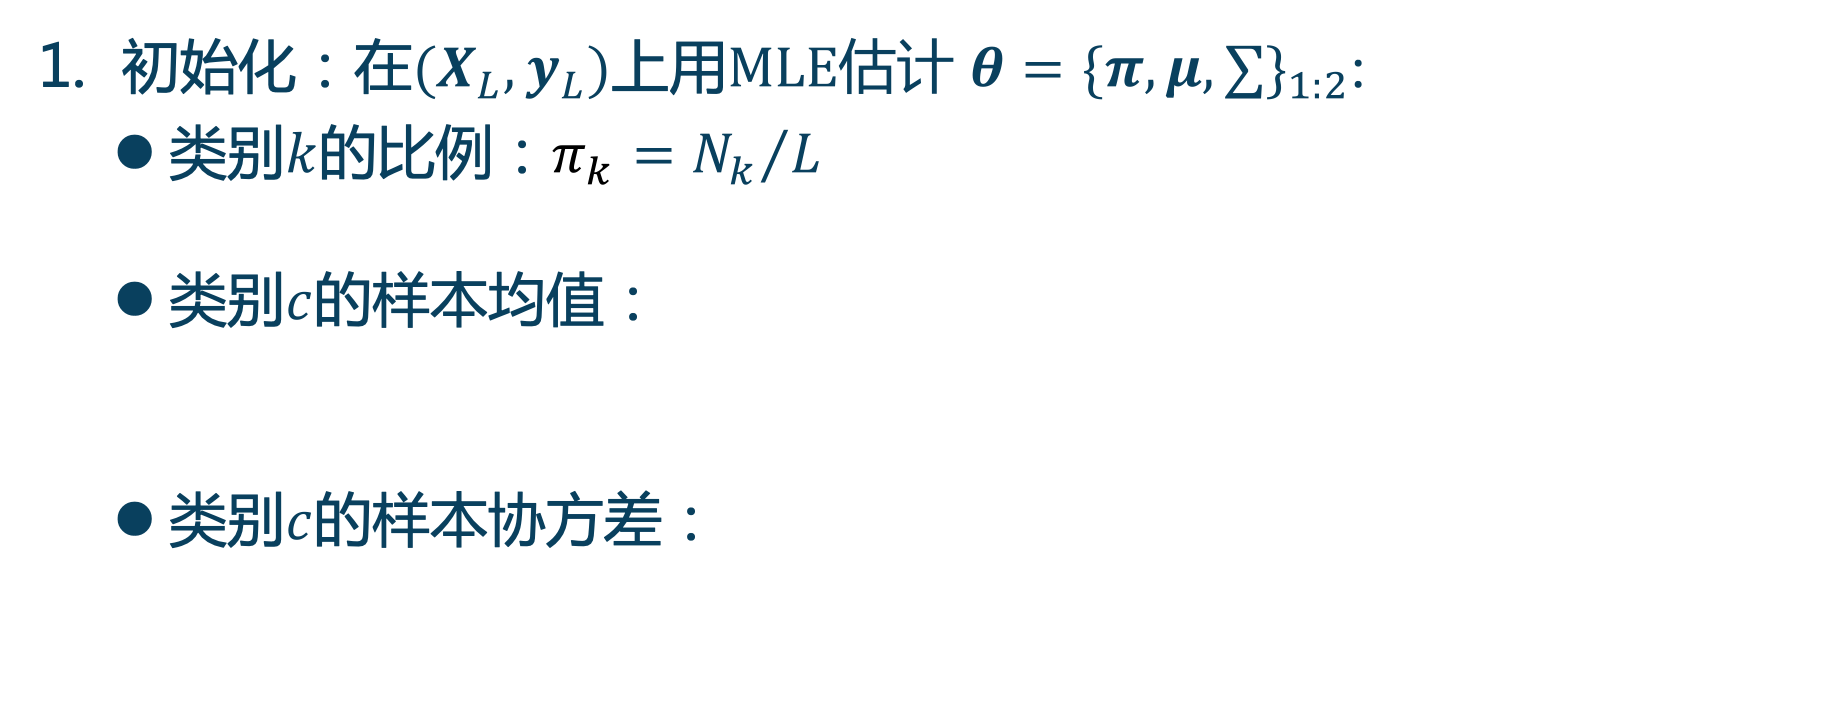 1. 初始化：在(𝑿_L, 𝒚_L)上用MLE估计 𝜽 = {𝝅, 𝝁, ∑}_{1:2}:
● 类别k的比例：π_k = N_k/L
● 类别c的样本均值：
● 类别c的样本协方差：